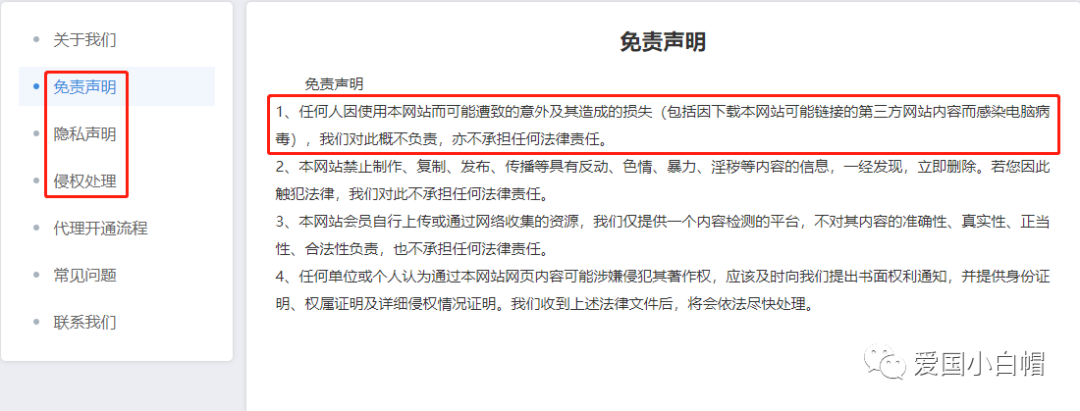 关于我们
免责声明
隐私声明
侵权处理
代理开通流程
常见问题
联系我们
免责声明
免责声明
1、任何人因使用本网站而可能遭致的意外及其造成的损失（包括因下载本网站可能链接的第三方网站内容而感染电脑病
毒），我们对此概不负责，亦不承担任何法律责任。
2、本网站禁止制作、复制、发布、传播等具有反动、色情、暴力、淫秽等内容的信息，一经发现，立即删除。若您因此
触犯法律，我们对此不承担任何法律责任。
3、本网站会员自行上传或通过网络收集的资源，我们仅提供一个内容检测的平台，不对其内容的准确性、真实性、正当
性、合法性负责，也不承担任何法律责任。
4、任何单位或个人认为通过本网站网页内容可能涉嫌侵犯其著作权，应该及时向我们提出书面权利通知，并提供身份证
明、权属证明及详细侵权情况证明。我们收到上述法律文件后，将会依法尽快处理。
爱国小白帽